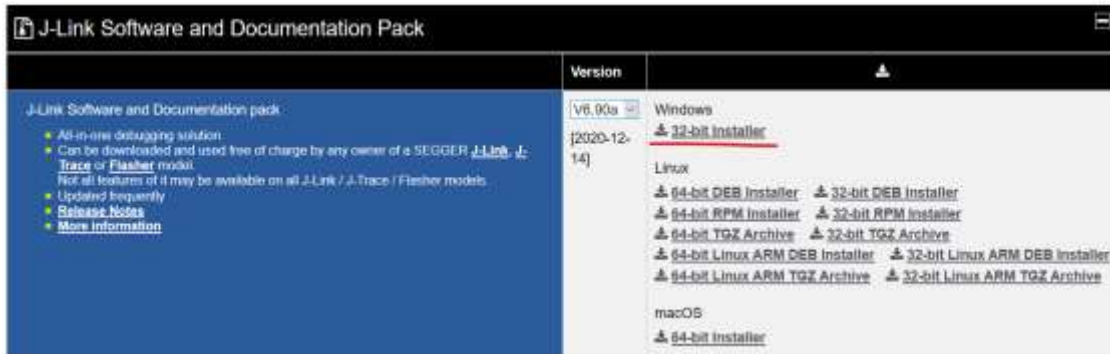 J-Link Software and Documentation Pack
Version
J-Link Software and Documentation pack
All-in-one debugging solution
Can be downloaded and used free of charge by any owner of a SEGGER J-Link, J-
Trace or Flasher model.
Not all features of it may be available on all J-Link / J-Trace / Flasher models.
Updated frequently
Release Notes
More information
V6.90a
[2020-12-
14]
Windows
32-bit Installer
Linux
64-bit DEB Installer 32-bit DEB Installer
64-bit RPM Installer 32-bit RPM Installer
64-bit TGZ Archive 32-bit TGZ Archive
64-bit Linux ARM DEB Installer 32-bit Linux ARM DEB Installer
64-bit Linux ARM TGZ Archive 32-bit Linux ARM TGZ Archive
macOS
64-bit Installer